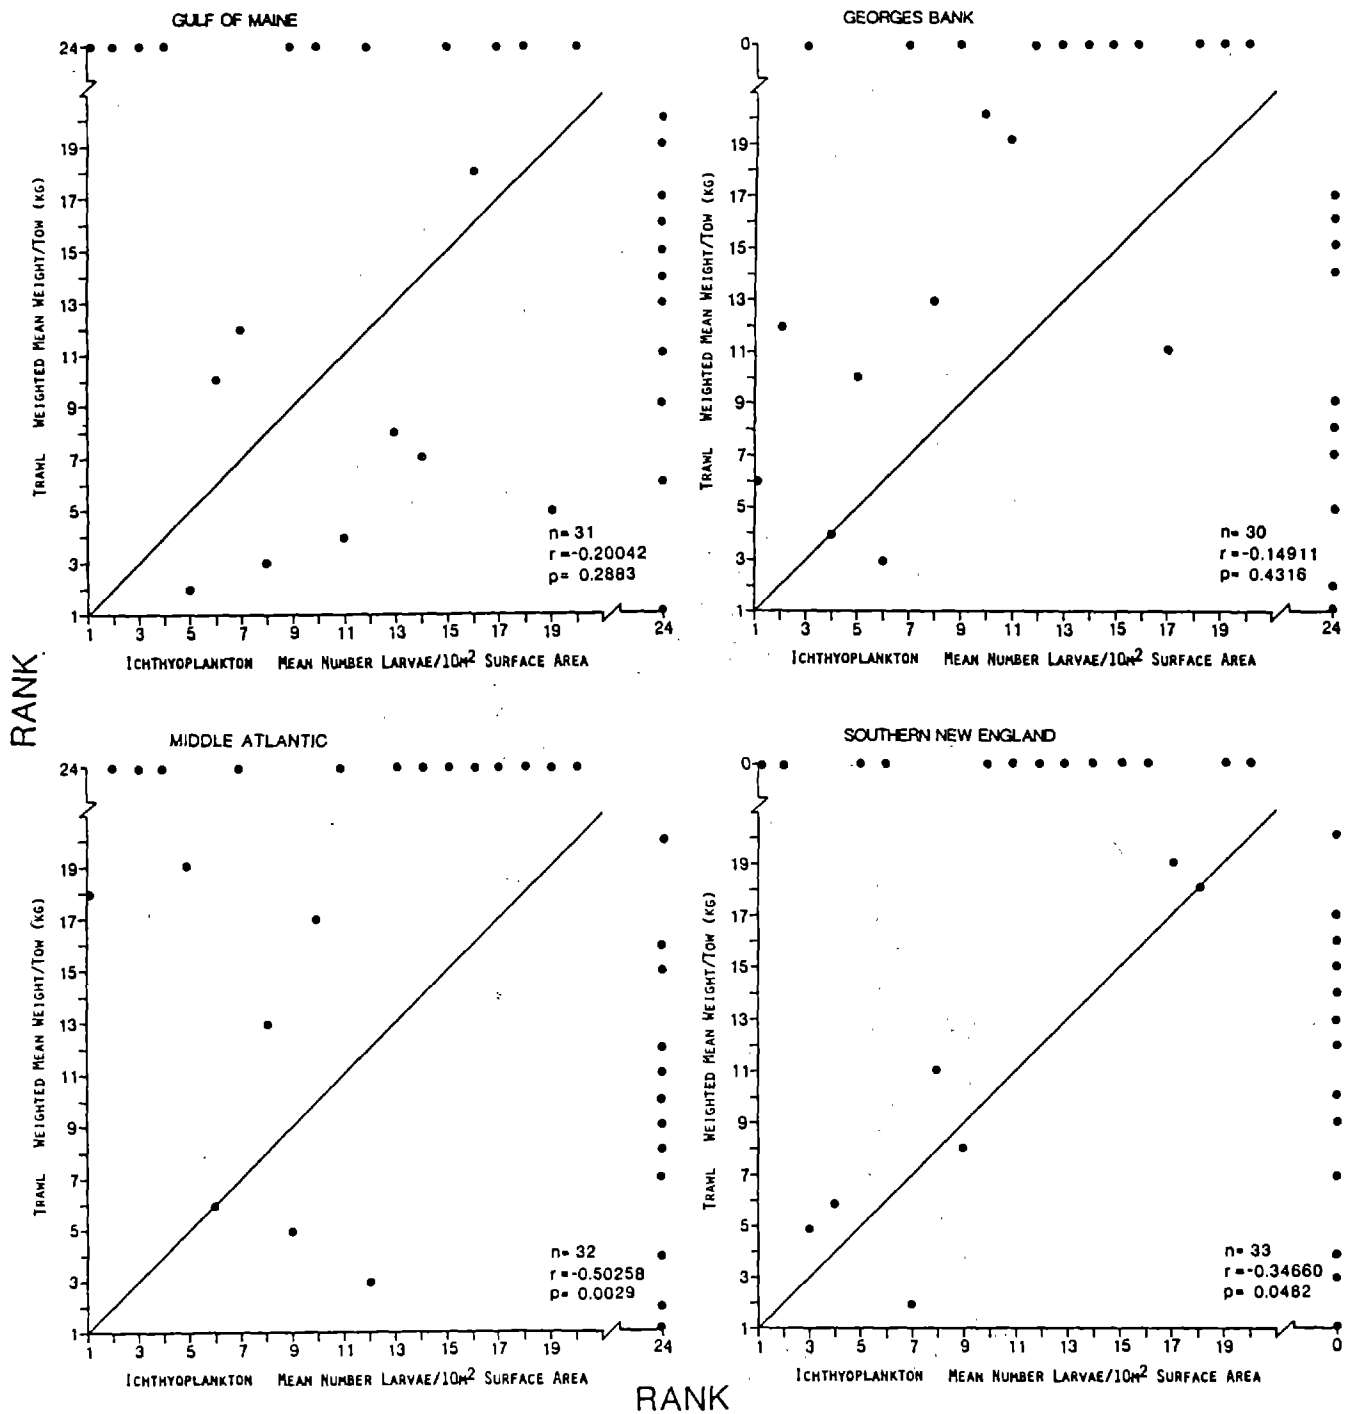 GULF OF MAINE
24
19
17
15
13
11
9
7
5
3
1
TRAWL WEIGHTED MEAN WEIGHT/TOW (KG)
n= 31
r =-0.20042
p= 0.2883
1 3 5 7 9 11 13 15 17 19 24
ICHTHYOPLANKTON MEAN NUMBER LARVAE/10M² SURFACE AREA
GEORGES BANK
0
19
17
15
13
11
9
7
5
3
1
TRAWL WEIGHTED MEAN WEIGHT/TOW (KG)
n= 30
r =-0.14911
p= 0.4316
1 3 5 7 9 11 13 15 17 19 24
ICHTHYOPLANKTON MEAN NUMBER LARVAE/10M² SURFACE AREA
RANK
MIDDLE ATLANTIC
24
19
17
15
13
11
9
7
5
3
1
TRAWL WEIGHTED MEAN WEIGHT/TOW (KG)
n= 32
r =-0.50258
p= 0.0029
1 3 5 7 9 11 13 15 17 19 24
ICHTHYOPLANKTON MEAN NUMBER LARVAE/10M² SURFACE AREA
SOUTHERN NEW ENGLAND
0
19
17
15
13
11
9
7
5
3
1
TRAWL WEIGHTED MEAN WEIGHT/TOW (KG)
n= 33
r =-0.34660
p= 0.0482
1 3 5 7 9 11 13 15 17 19 0
ICHTHYOPLANKTON MEAN NUMBER LARVAE/10M² SURFACE AREA
RANK